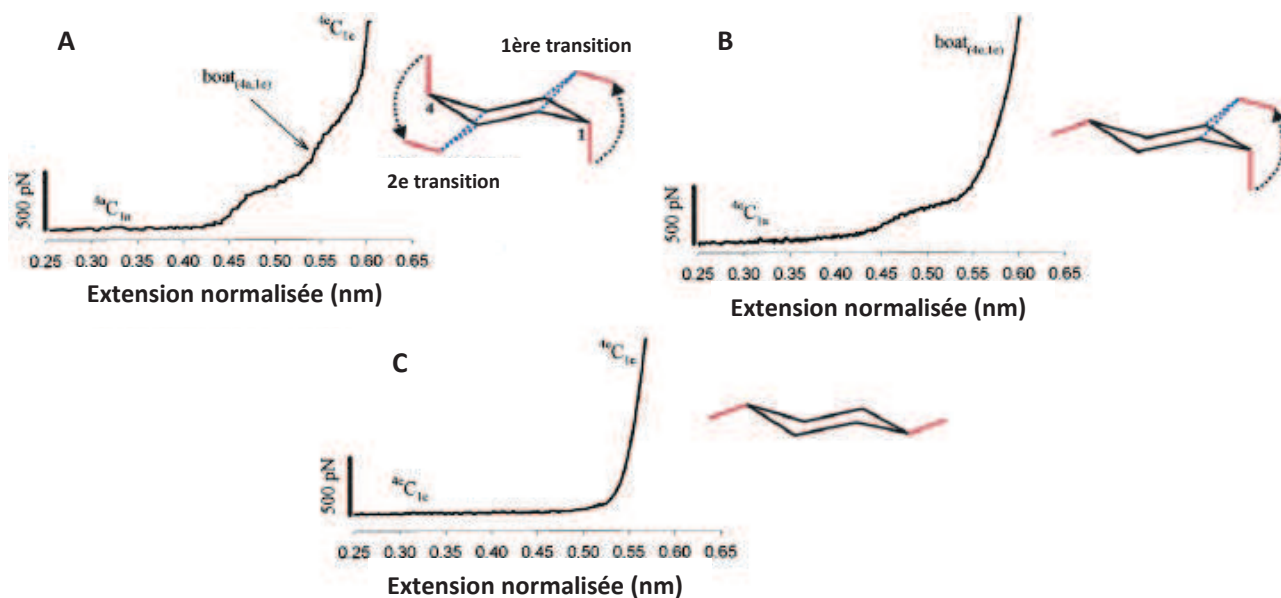 A
4eC1e
1ère transition
boat(4a,1e)
4
1
2e transition
500 pN
4aC1a
0.25 0.30 0.35 0.40 0.45 0.50 0.55 0.60 0.65
Extension normalisée (nm)
B
boat(4e,1e)
500 pN
4eC1a
0.25 0.30 0.35 0.40 0.45 0.50 0.55 0.60 0.65
Extension normalisée (nm)
C
4eC1e
500 pN
4eC1e
0.25 0.30 0.35 0.40 0.45 0.50 0.55 0.60 0.65
Extension normalisée (nm)